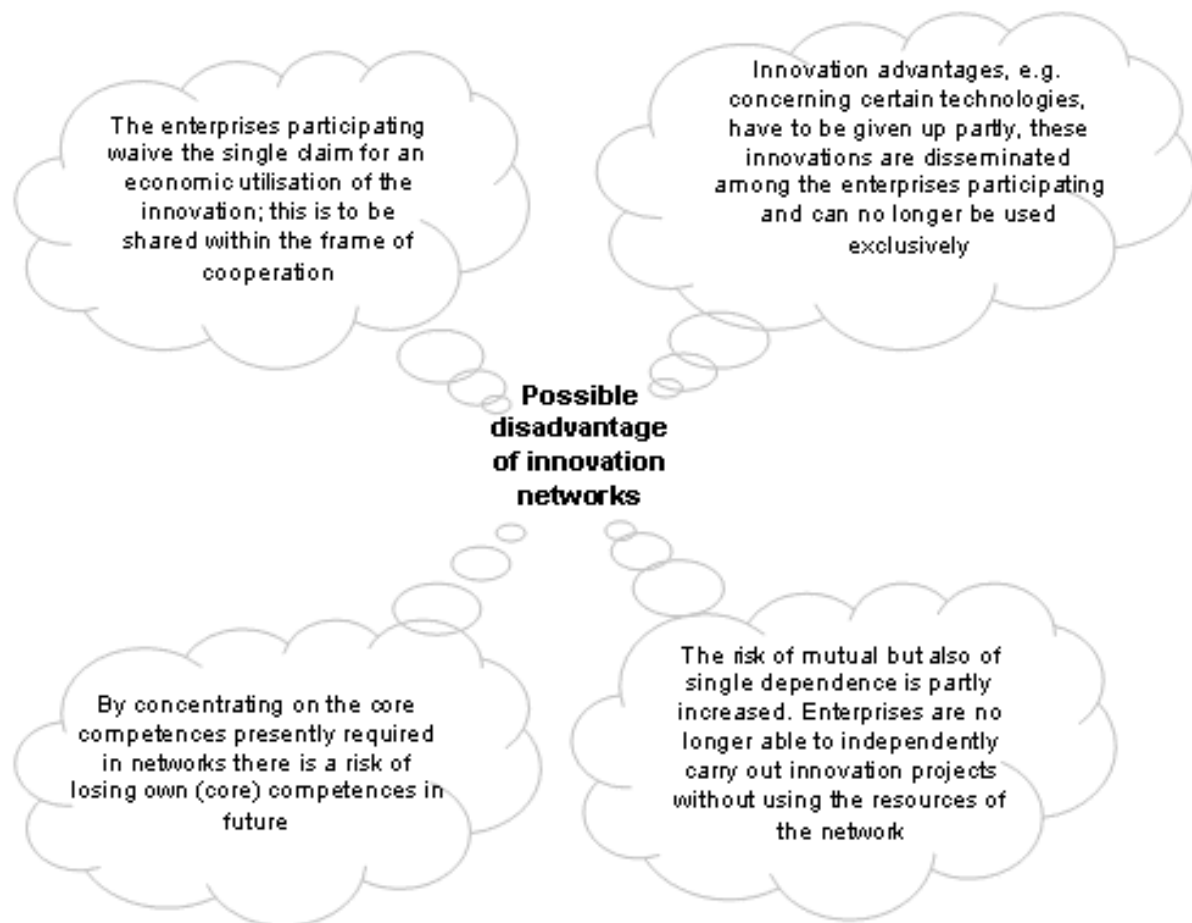 The enterprises participating
waive the single claim for an
economic utilisation of the
innovation; this is to be
shared within the frame of
cooperation
Innovation advantages, e.g.
concerning certain technologies,
have to be given up partly, these
innovations are disseminated
among the enterprises participating
and can no longer be used
exclusively
Possible
disadvantage
of innovation
networks
By concentrating on the core
competences presently required
in networks there is a risk of
losing own (core) competences in
future
The risk of mutual but also of
single dependence is partly
increased. Enterprises are no
longer able to independently
carry out innovation projects
without using the resources of
the network